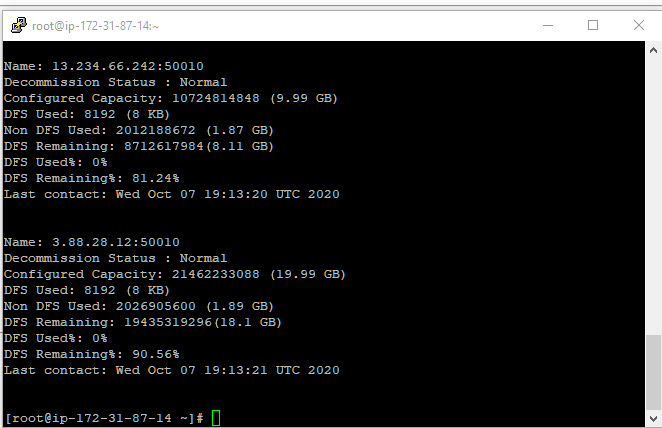 root@ip-172-31-87-14:~
Name: 13.234.66.242:50010
Decommission Status : Normal
Configured Capacity: 10724814848 (9.99 GB)
DFS Used: 8192 (8 KB)
Non DFS Used: 2012188672 (1.87 GB)
DFS Remaining: 8712617984(8.11 GB)
DFS Used%: 0%
DFS Remaining%: 81.24%
Last contact: Wed Oct 07 19:13:20 UTC 2020
Name: 3.88.28.12:50010
Decommission Status : Normal
Configured Capacity: 21462233088 (19.99 GB)
DFS Used: 8192 (8 KB)
Non DFS Used: 2026905600 (1.89 GB)
DFS Remaining: 19435319296(18.1 GB)
DFS Used%: 0%
DFS Remaining%: 90.56%
Last contact: Wed Oct 07 19:13:21 UTC 2020
[root@ip-172-31-87-14 ~]#